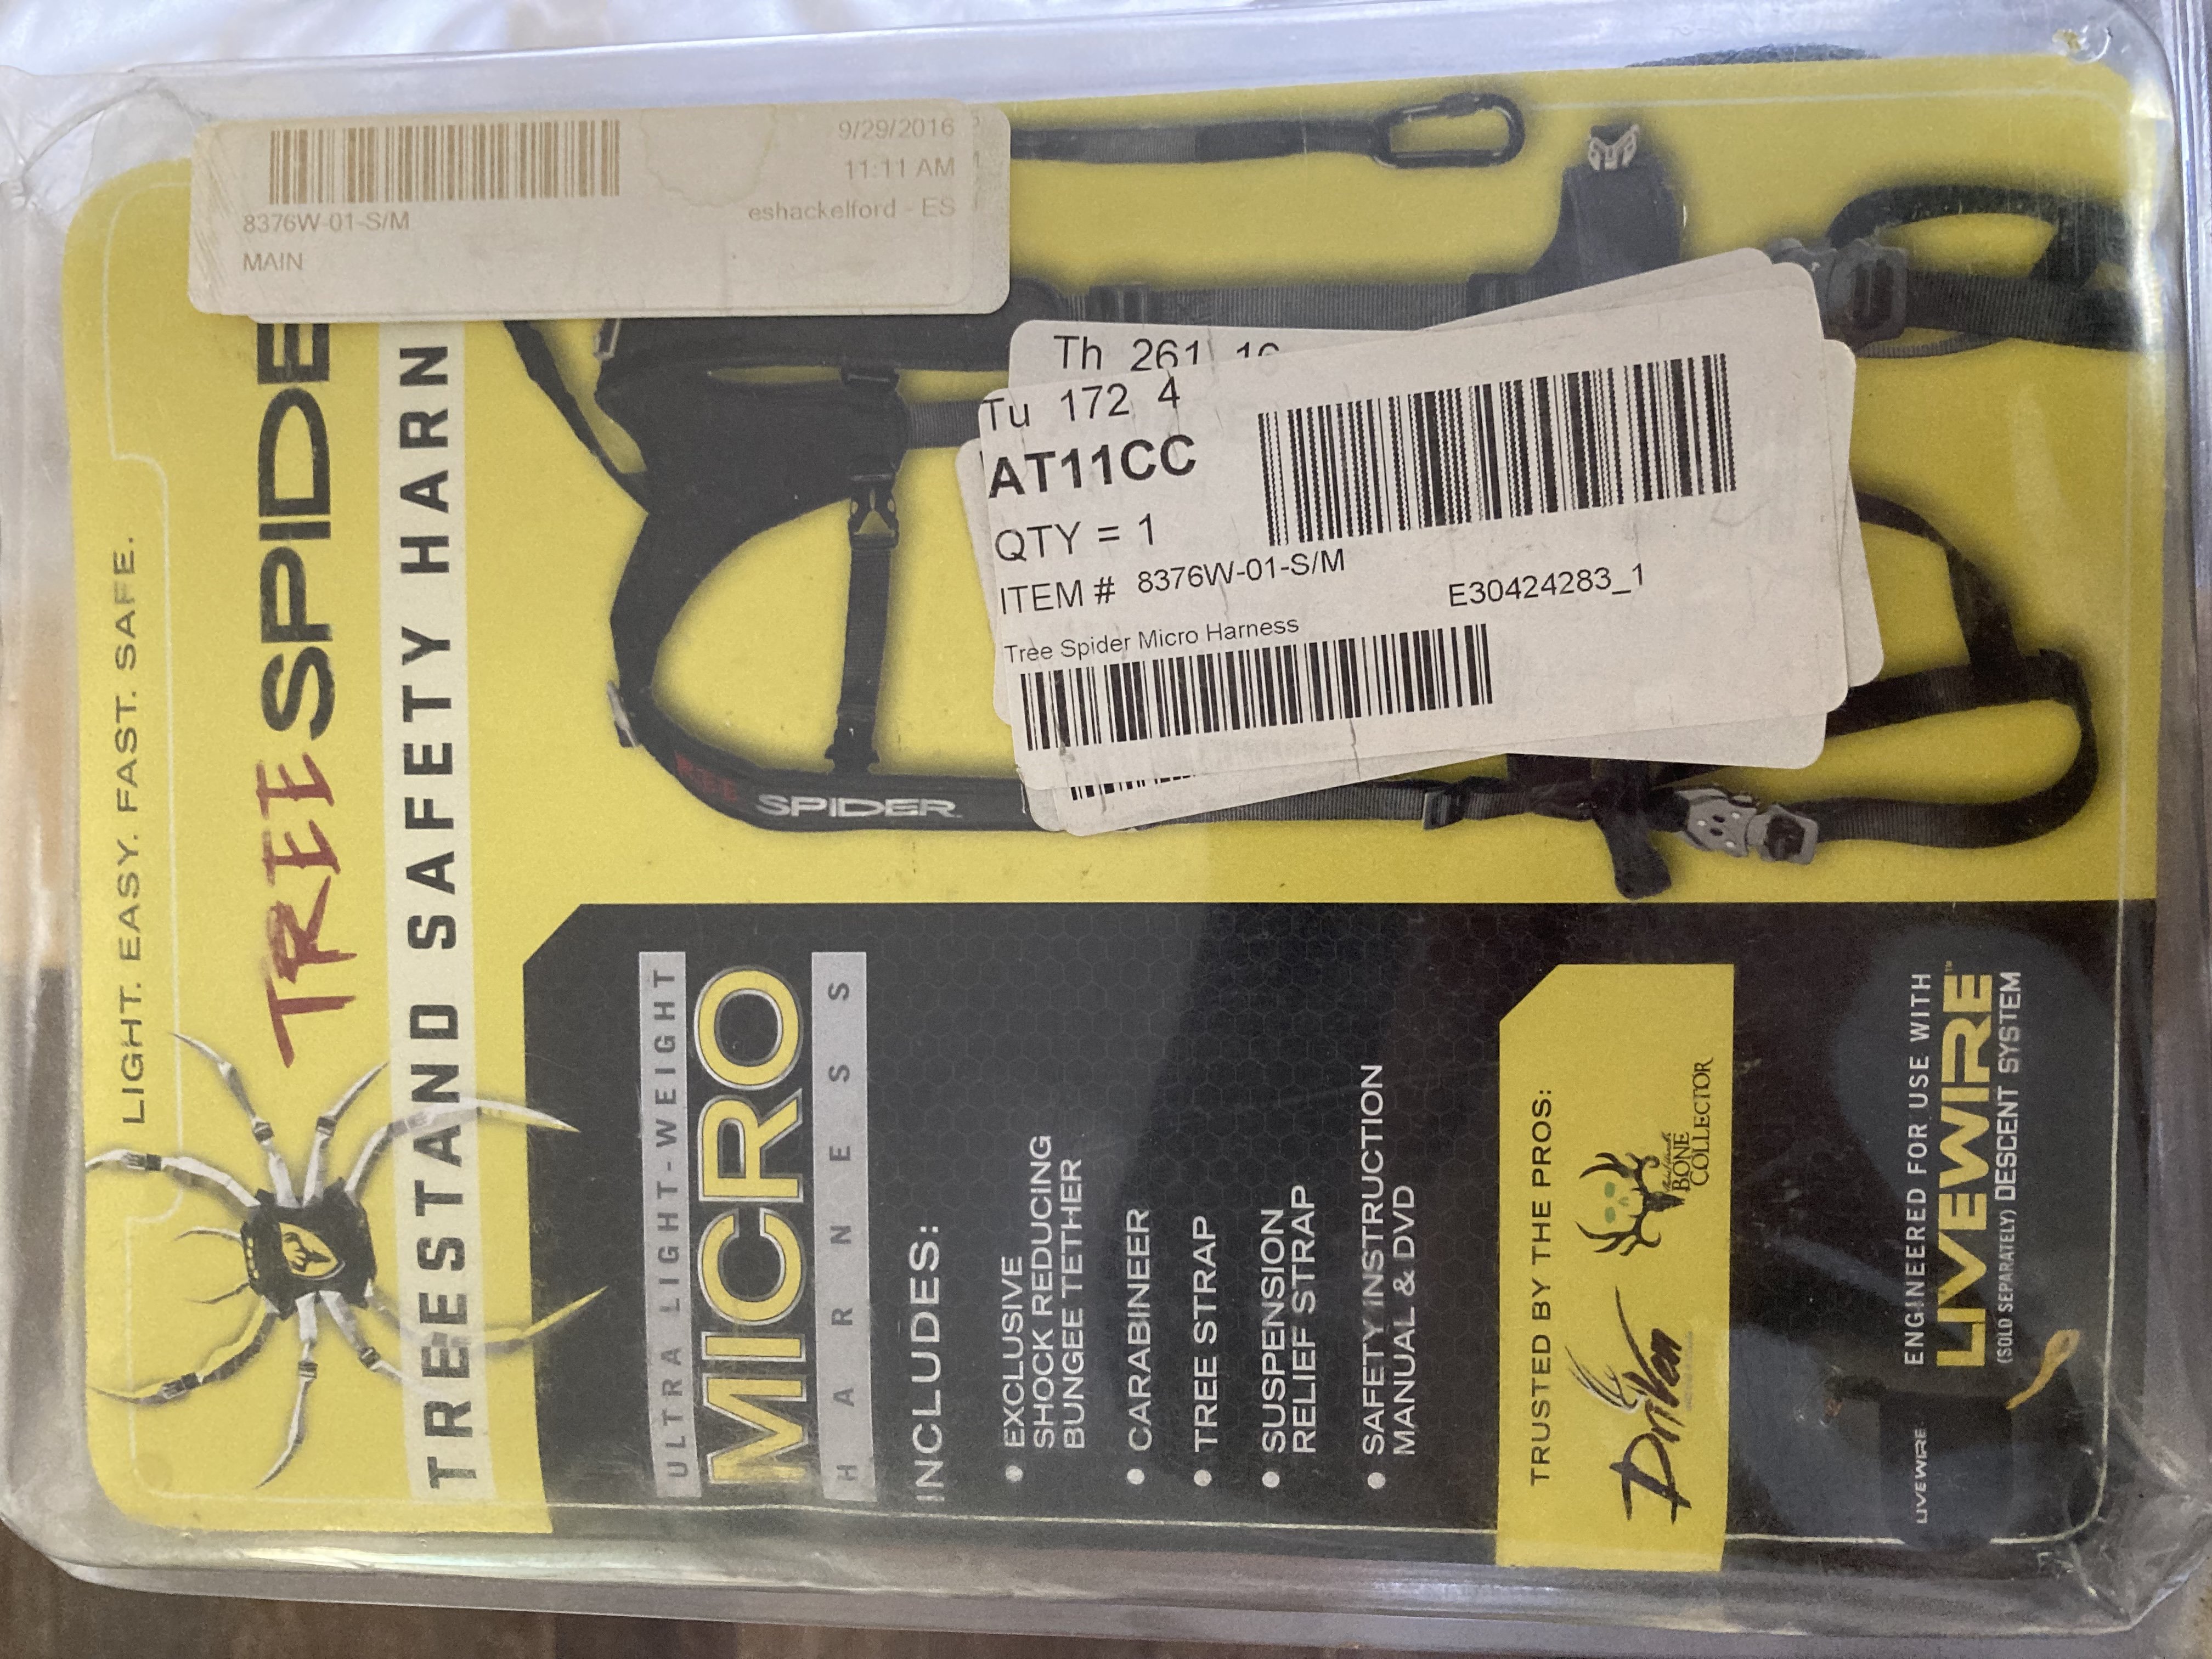 9/29/2016
11:11 AM
8376W-01-S/M
eshackelford - ES
MAIN
Th 261
Tu 172 4
AT11CC
QTY = 1
ITEM # 8376W-01-S/M
E30424283_1
Tree Spider Micro Harness
LIGHT. EASY. FAST. SAFE.
TREE SPIDE
TREESTAND SAFETY HARN
SPIDER
ULTRA LIGHT-WEIGHT
MICRO
HARNESS
INCLUDES:
• EXCLUSIVE
SHOCK REDUCING
BUNGEE TETHER
• CARABINEER
• TREE STRAP
• SUSPENSION
RELIEF STRAP
• SAFETY INSTRUCTION
MANUAL & DVD
TRUSTED BY THE PROS:
Driven
BONE
COLLECTOR
ENGINEERED FOR USE WITH
LIVEWIRE™
(SOLD SEPARATELY) DESCENT SYSTEM
LIVEWIRE